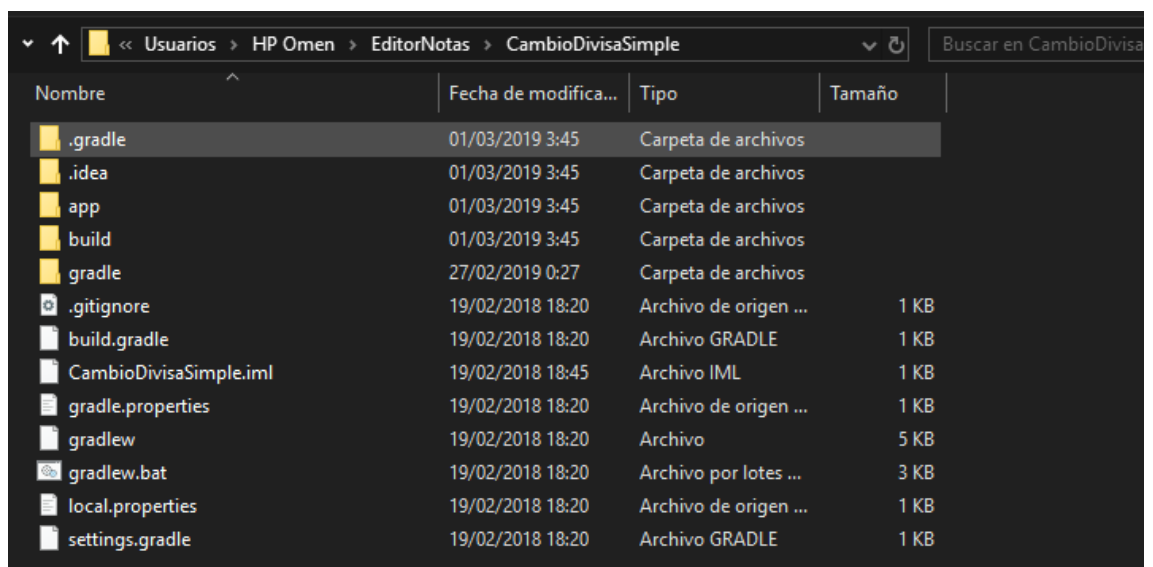 « Usuarios > HP Omen > EditorNotas > CambioDivisaSimple Buscar en CambioDivisa
Nombre Fecha de modifica... Tipo Tamaño
.gradle 01/03/2019 3:45 Carpeta de archivos
.idea 01/03/2019 3:45 Carpeta de archivos
app 01/03/2019 3:45 Carpeta de archivos
build 01/03/2019 3:45 Carpeta de archivos
gradle 27/02/2019 0:27 Carpeta de archivos
.gitignore 19/02/2018 18:20 Archivo de origen ... 1 KB
build.gradle 19/02/2018 18:20 Archivo GRADLE 1 KB
CambioDivisaSimple.iml 19/02/2018 18:45 Archivo IML 1 KB
gradle.properties 19/02/2018 18:20 Archivo de origen ... 1 KB
gradlew 19/02/2018 18:20 Archivo 5 KB
gradlew.bat 19/02/2018 18:20 Archivo por lotes ... 3 KB
local.properties 19/02/2018 18:20 Archivo de origen ... 1 KB
settings.gradle 19/02/2018 18:20 Archivo GRADLE 1 KB